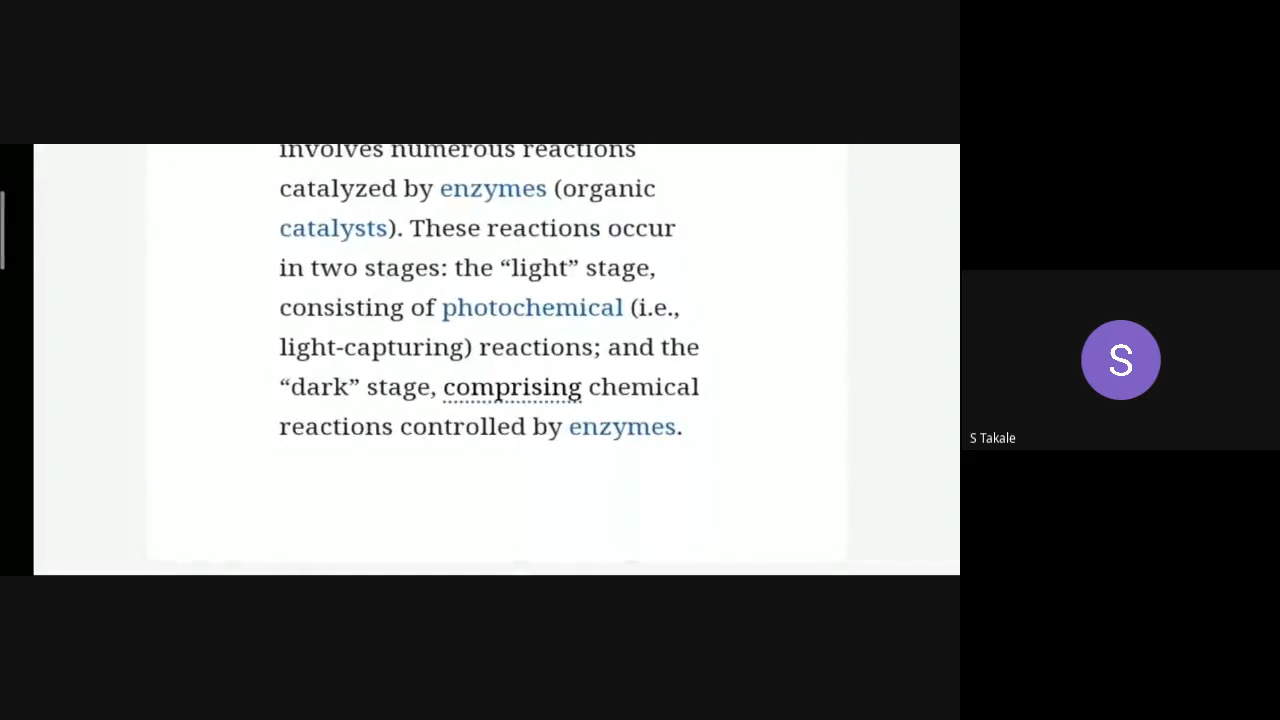 involves numerous reactions
catalyzed by enzymes (organic
catalysts). These reactions occur
in two stages: the “light” stage,
consisting of photochemical (i.e.,
light-capturing) reactions; and the
“dark” stage, comprising chemical
reactions controlled by enzymes.
S
S Takale